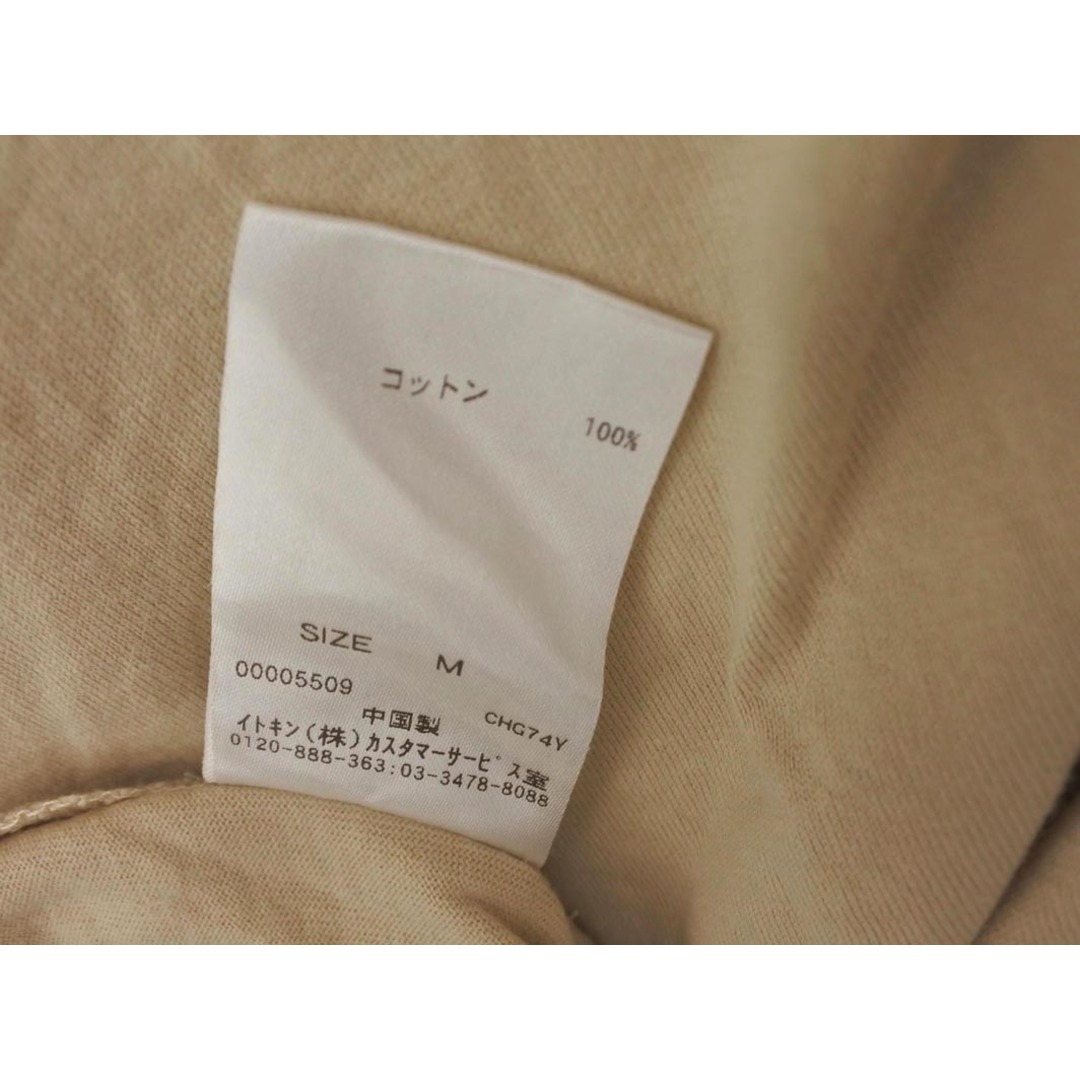 コットン
100%
SIZE M
00005509
中国製 CHG74Y
イトキン(株)カスタマーサービス室
0120-888-363:03-3478-8088